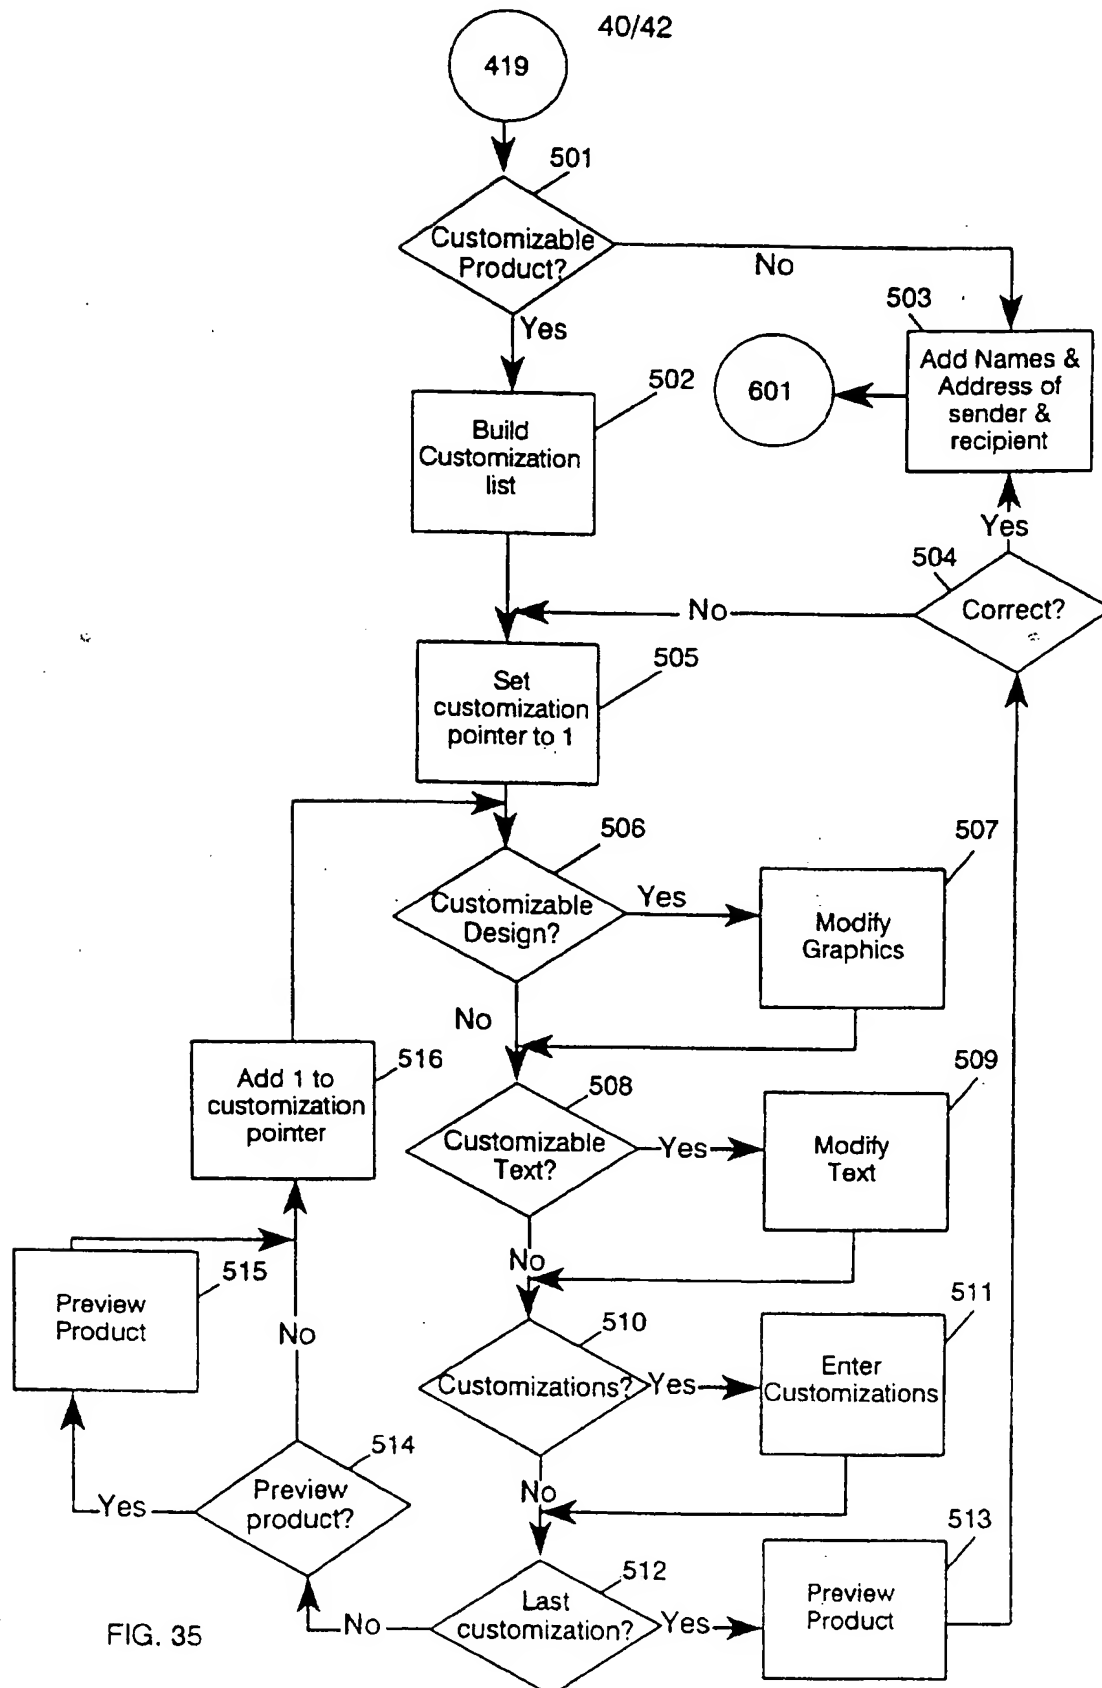 40/42
419
501
Customizable
Product?
No
Yes
503
Add Names &
Address of
sender &
recipient
601
502
Build
Customization
list
Yes
504
Correct?
No
505
Set
customization
pointer to 1
506
Customizable
Design?
Yes
507
Modify
Graphics
No
516
Add 1 to
customization
pointer
508
Customizable
Text?
Yes
509
Modify
Text
No
515
Preview
Product
No
510
Customizations?
Yes
511
Enter
Customizations
No
514
Preview
product?
Yes
512
Last
customization?
No
Yes
513
Preview
Product
FIG. 35